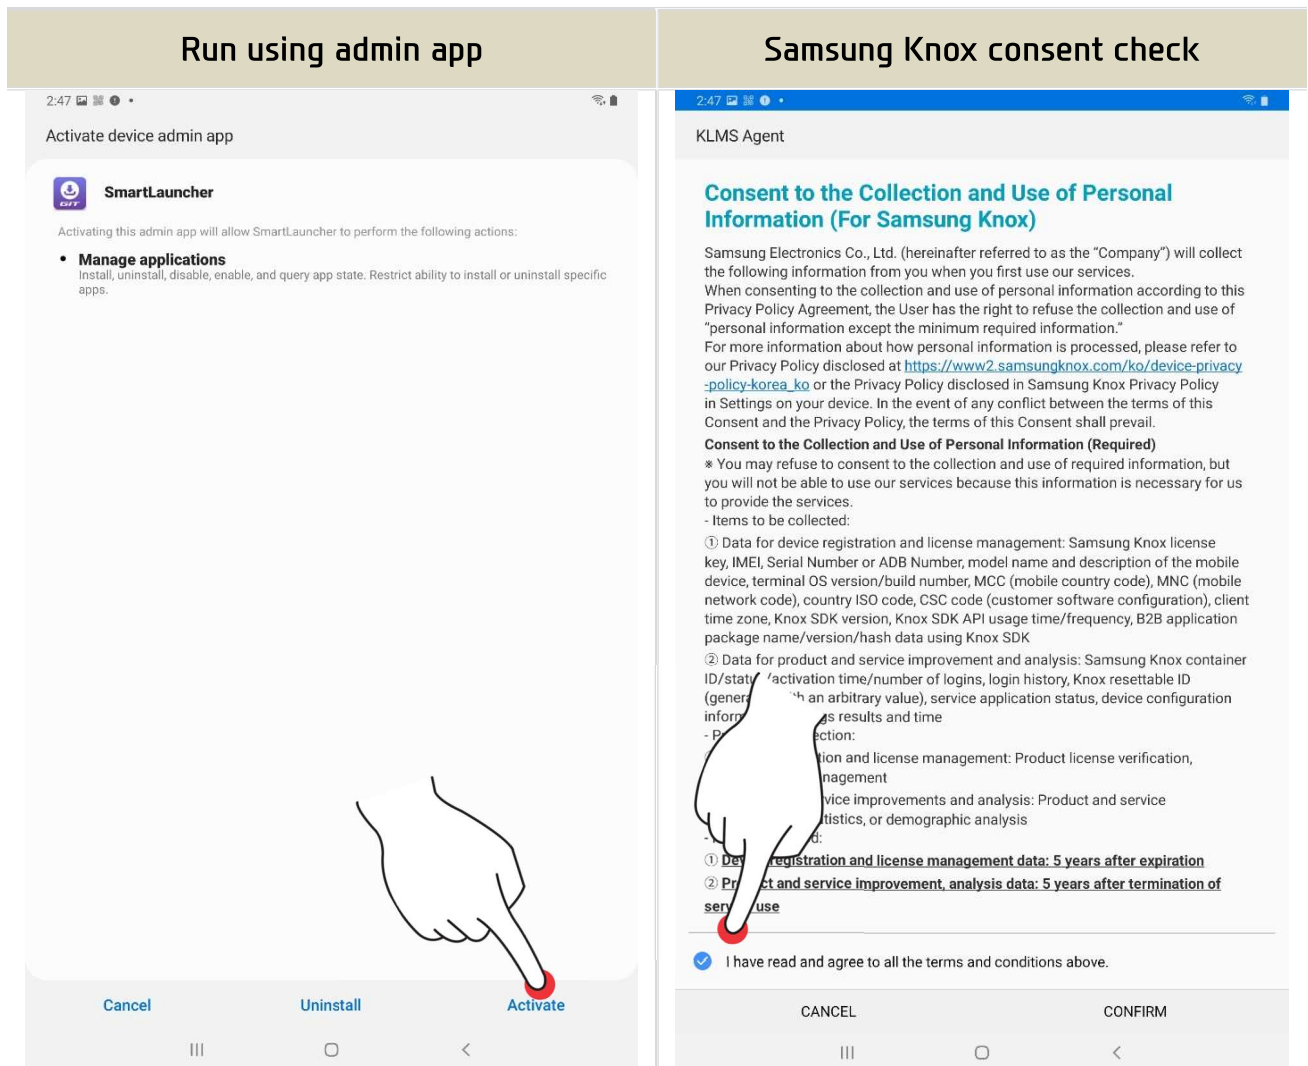 Run using admin app
2:47
Activate device admin app
GIT
SmartLauncher
Activating this admin app will allow SmartLauncher to perform the following actions:
• Manage applications
Install, uninstall, disable, enable, and query app state. Restrict ability to install or uninstall specific
apps.
Cancel Uninstall Activate
Samsung Knox consent check
2:47
KLMS Agent
Consent to the Collection and Use of Personal
Information (For Samsung Knox)
Samsung Electronics Co., Ltd. (hereinafter referred to as the “Company”) will collect
the following information from you when you first use our services.
When consenting to the collection and use of personal information according to this
Privacy Policy Agreement, the User has the right to refuse the collection and use of
“personal information except the minimum required information.”
For more information about how personal information is processed, please refer to
our Privacy Policy disclosed at https://www2.samsungknox.com/ko/device-privacy
-policy-korea_ko or the Privacy Policy disclosed in Samsung Knox Privacy Policy
in Settings on your device. In the event of any conflict between the terms of this
Consent and the Privacy Policy, the terms of this Consent shall prevail.
Consent to the Collection and Use of Personal Information (Required)
※ You may refuse to consent to the collection and use of required information, but
you will not be able to use our services because this information is necessary for us
to provide the services.
- Items to be collected:
① Data for device registration and license management: Samsung Knox license
key, IMEI, Serial Number or ADB Number, model name and description of the mobile
device, terminal OS version/build number, MCC (mobile country code), MNC (mobile
network code), country ISO code, CSC code (customer software configuration), client
time zone, Knox SDK version, Knox SDK API usage time/frequency, B2B application
package name/version/hash data using Knox SDK
② Data for product and service improvement and analysis: Samsung Knox container
/activation time/number of logins, login history, Knox resettable ID
an arbitrary value), service application status, device configuration
results and time
and license management: Product license verification,
improvements and analysis: Product and service
or demographic analysis
① registration and license management data: 5 years after expiration
② and service improvement, analysis data: 5 years after termination of
use
I have read and agree to all the terms and conditions above.
CANCEL CONFIRM